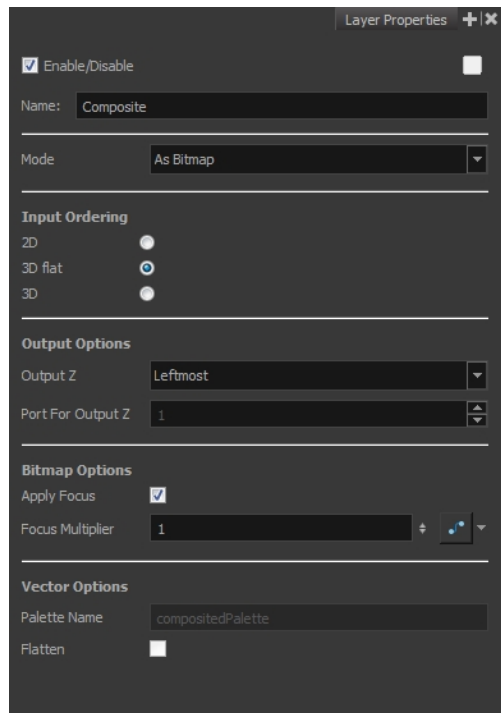 Layer Properties
Enable/Disable
Name: Composite
Mode As Bitmap
Input Ordering
2D
3D flat
3D
Output Options
Output Z Leftmost
Port For Output Z 1
Bitmap Options
Apply Focus
Focus Multiplier 1
Vector Options
Palette Name compositedPalette
Flatten